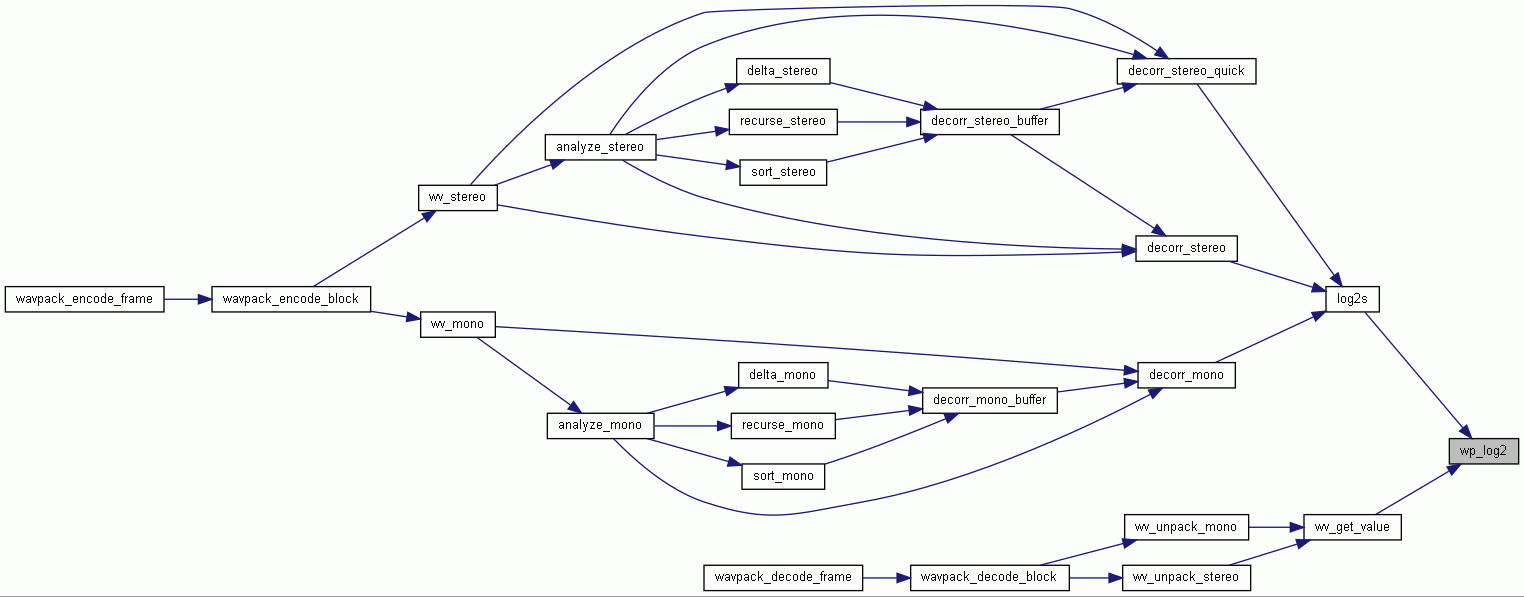 delta_stereo
decorr_stereo_quick
recurse_stereo
decorr_stereo_buffer
analyze_stereo
sort_stereo
wv_stereo
decorr_stereo
wavpack_encode_frame
wavpack_encode_block
log2s
wv_mono
delta_mono
decorr_mono
decorr_mono_buffer
analyze_mono
recurse_mono
wp_log2
sort_mono
wv_unpack_mono
wv_get_value
wavpack_decode_frame
wavpack_decode_block
wv_unpack_stereo